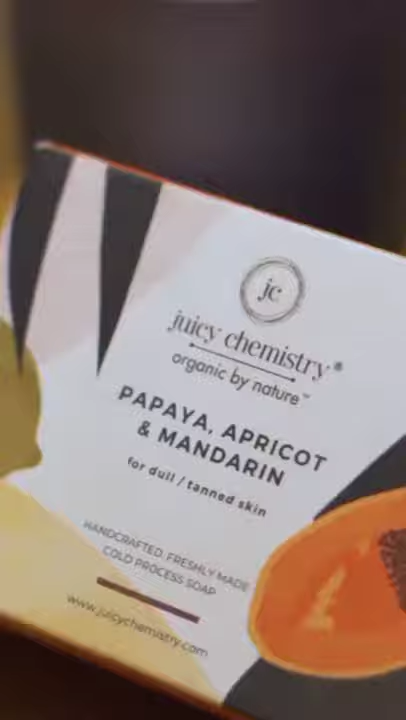 jc
juicy chemistry®
organic by nature™
PAPAYA, APRICOT
& MANDARIN
for dull / tanned skin
HANDCRAFTED, FRESHLY MADE
COLD PROCESS SOAP
www.juicychemistry.com